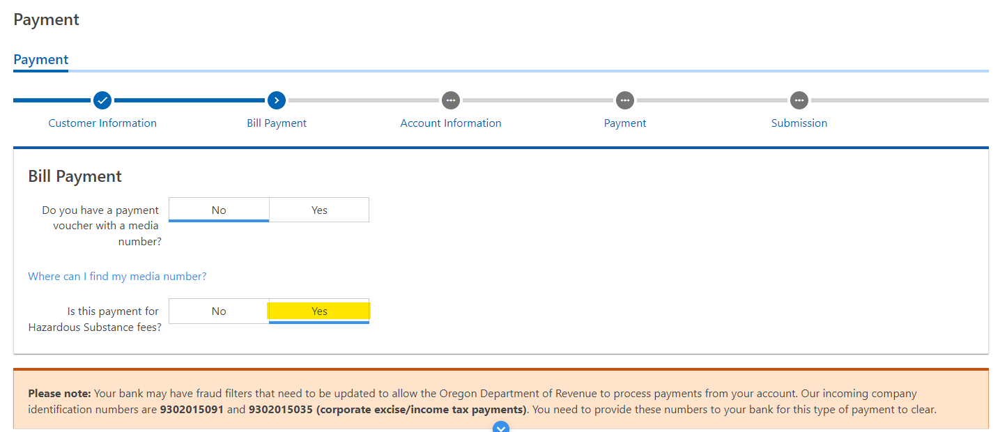 Payment
Payment
Customer Information
Bill Payment
Account Information
Payment
Submission
Bill Payment
Do you have a payment
voucher with a media
number?
No
Yes
Where can I find my media number?
Is this payment for
Hazardous Substance fees?
No
Yes
Please note: Your bank may have fraud filters that need to be updated to allow the Oregon Department of Revenue to process payments from your account. Our incoming company
identification numbers are 9302015091 and 9302015035 (corporate excise/income tax payments). You need to provide these numbers to your bank for this type of payment to clear.